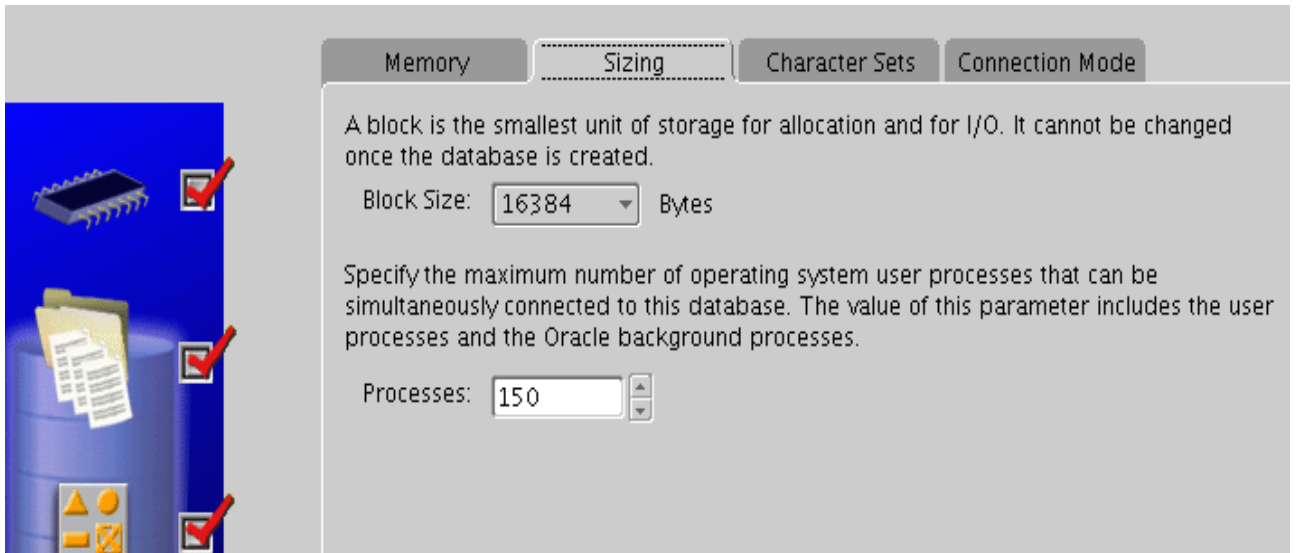 Memory Sizing Character Sets Connection Mode
A block is the smallest unit of storage for allocation and for I/O. It cannot be changed
once the database is created.
Block Size: 16384 Bytes
Specify the maximum number of operating system user processes that can be
simultaneously connected to this database. The value of this parameter includes the user
processes and the Oracle background processes.
Processes: 150